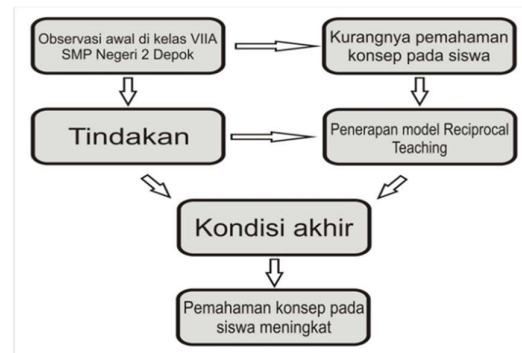 Observasi awal di kelas VIIA
SMP Negeri 2 Depok
Kurangnya pemahaman
konsep pada siswa
Tindakan
Penerapan model Reciprocal
Teaching
Kondisi akhir
Pemahaman konsep pada
siswa meningkat